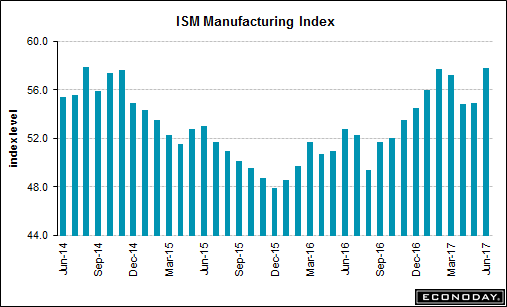 ISM Manufacturing Index
index level
60.0
56.0
52.0
48.0
44.0
Jun-14
Sep-14
Dec-14
Mar-15
Jun-15
Sep-15
Dec-15
Mar-16
Jun-16
Sep-16
Dec-16
Mar-17
Jun-17
ECONODAY